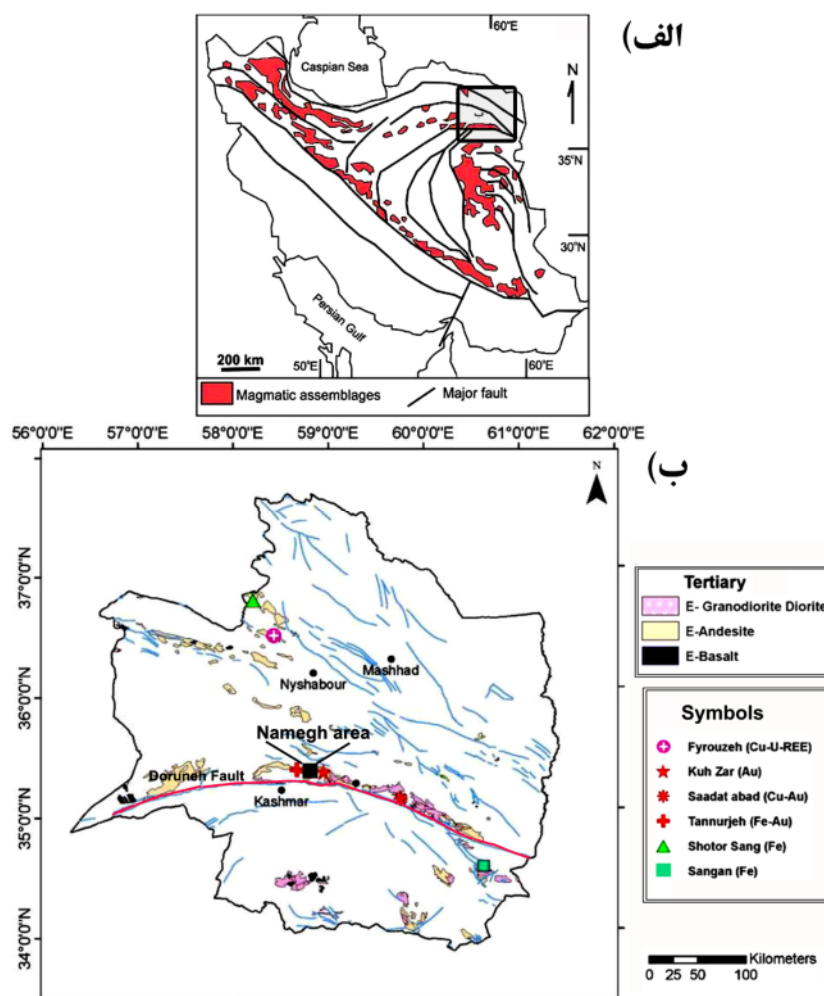 الف)
60°E
Caspian Sea
N
35°N
30°N
Persian Gulf
200 km
50°E
60°E
Magmatic assemblages
Major fault
ب)
56°0'0"E 57°0'0"E 58°0'0"E 59°0'0"E 60°0'0"E 61°0'0"E 62°0'0"E
N
37°0'0"N
36°0'0"N
35°0'0"N
34°0'0"N
Mashhad
Nyshabour
Namegh area
Doruneh Fault
Kashmar
Tertiary
E- Granodiorite Diorite
E-Andesite
E-Basalt
Symbols
Fyrouzeh (Cu-U-REE)
Kuh Zar (Au)
Saadat abad (Cu-Au)
Tannurjeh (Fe-Au)
Shotor Sang (Fe)
Sangan (Fe)
Kilometers
0 25 50 100